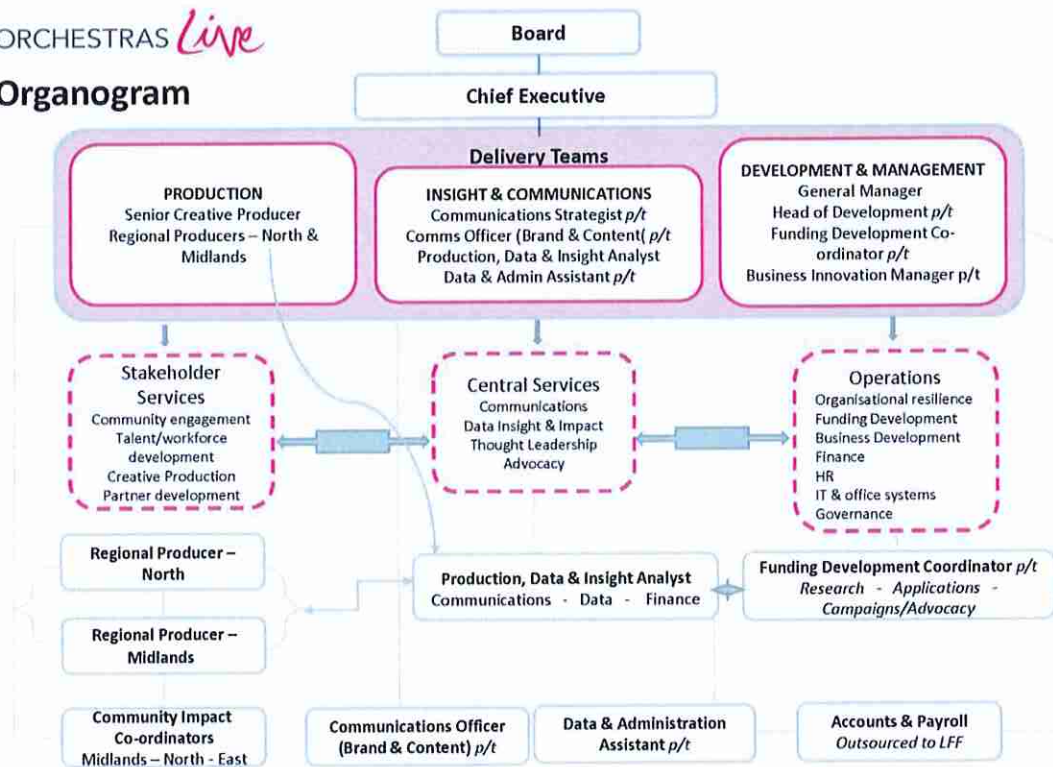 ORCHESTRAS Live
Organogram
Board
Chief Executive
Delivery Teams
PRODUCTION
Senior Creative Producer
Regional Producers – North &
Midlands
INSIGHT & COMMUNICATIONS
Communications Strategist p/t
Comms Officer (Brand & Content( p/t
Production, Data & Insight Analyst
Data & Admin Assistant p/t
DEVELOPMENT & MANAGEMENT
General Manager
Head of Development p/t
Funding Development Co-
ordinator p/t
Business Innovation Manager p/t
Stakeholder
Services
Community engagement
Talent/workforce
development
Creative Production
Partner development
Central Services
Communications
Data Insight & Impact
Thought Leadership
Advocacy
Operations
Organisational resilience
Funding Development
Business Development
Finance
HR
IT & office systems
Governance
Regional Producer –
North
Production, Data & Insight Analyst
Communications - Data - Finance
Funding Development Coordinator p/t
Research - Applications -
Campaigns/Advocacy
Regional Producer –
Midlands
Community Impact
Co-ordinators
Midlands – North - East
Communications Officer
(Brand & Content) p/t
Data & Administration
Assistant p/t
Accounts & Payroll
Outsourced to LFF